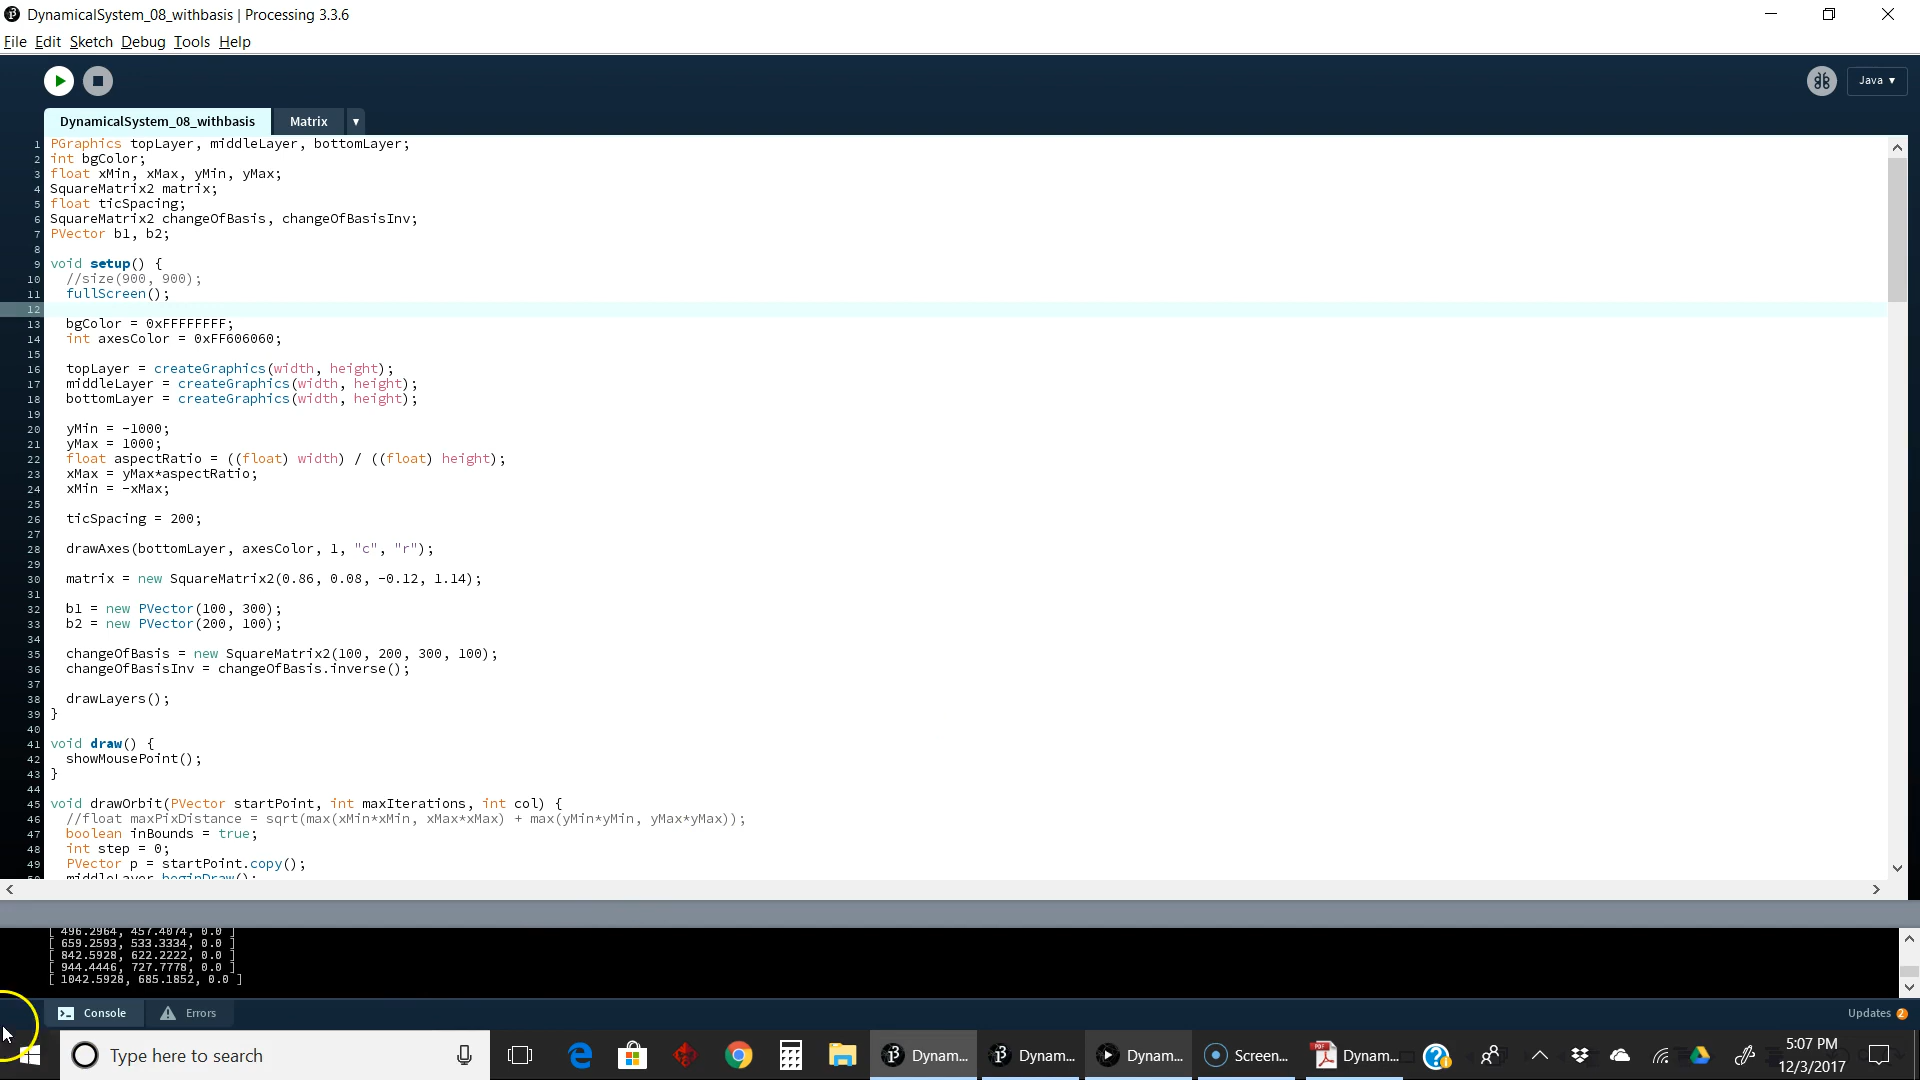 DynamicalSystem_08_withbasis | Processing 3.3.6
File Edit Sketch Debug Tools Help
Java ▾
DynamicalSystem_08_withbasis Matrix ▾
1 PGraphics topLayer, middleLayer, bottomLayer;
2 int bgColor;
3 float xMin, xMax, yMin, yMax;
4 SquareMatrix2 matrix;
5 float ticSpacing;
6 SquareMatrix2 changeOfBasis, changeOfBasisInv;
7 PVector b1, b2;
8
9 void setup() {
10 //size(900, 900);
11 fullScreen();
12
13 bgColor = 0xFFFFFFFF;
14 int axesColor = 0xFF606060;
15
16 topLayer = createGraphics(width, height);
17 middleLayer = createGraphics(width, height);
18 bottomLayer = createGraphics(width, height);
19
20 yMin = -1000;
21 yMax = 1000;
22 float aspectRatio = ((float) width) / ((float) height);
23 xMax = yMax*aspectRatio;
24 xMin = -xMax;
25
26 ticSpacing = 200;
27
28 drawAxes(bottomLayer, axesColor, 1, "c", "r");
29
30 matrix = new SquareMatrix2(0.86, 0.08, -0.12, 1.14);
31
32 b1 = new PVector(100, 300);
33 b2 = new PVector(200, 100);
34
35 changeOfBasis = new SquareMatrix2(100, 200, 300, 100);
36 changeOfBasisInv = changeOfBasis.inverse();
37
38 drawLayers();
39 }
40
41 void draw() {
42 showMousePoint();
43 }
44
45 void drawOrbit(PVector startPoint, int maxIterations, int col) {
46 //float maxPixDistance = sqrt(max(xMin*xMin, xMax*xMax) + max(yMin*yMin, yMax*yMax));
47 boolean inBounds = true;
48 int step = 0;
49 PVector p = startPoint.copy();
50 middleLayer.beginDraw();
[ 496.2964, 457.4074, 0.0 ]
[ 659.2593, 533.3334, 0.0 ]
[ 842.5928, 622.2222, 0.0 ]
[ 944.4446, 727.7778, 0.0 ]
[ 1042.5928, 685.1852, 0.0 ]
Console Errors Updates 2
Type here to search Dynam... Dynam... Dynam... Screen... Dynam... 5:07 PM
12/3/2017